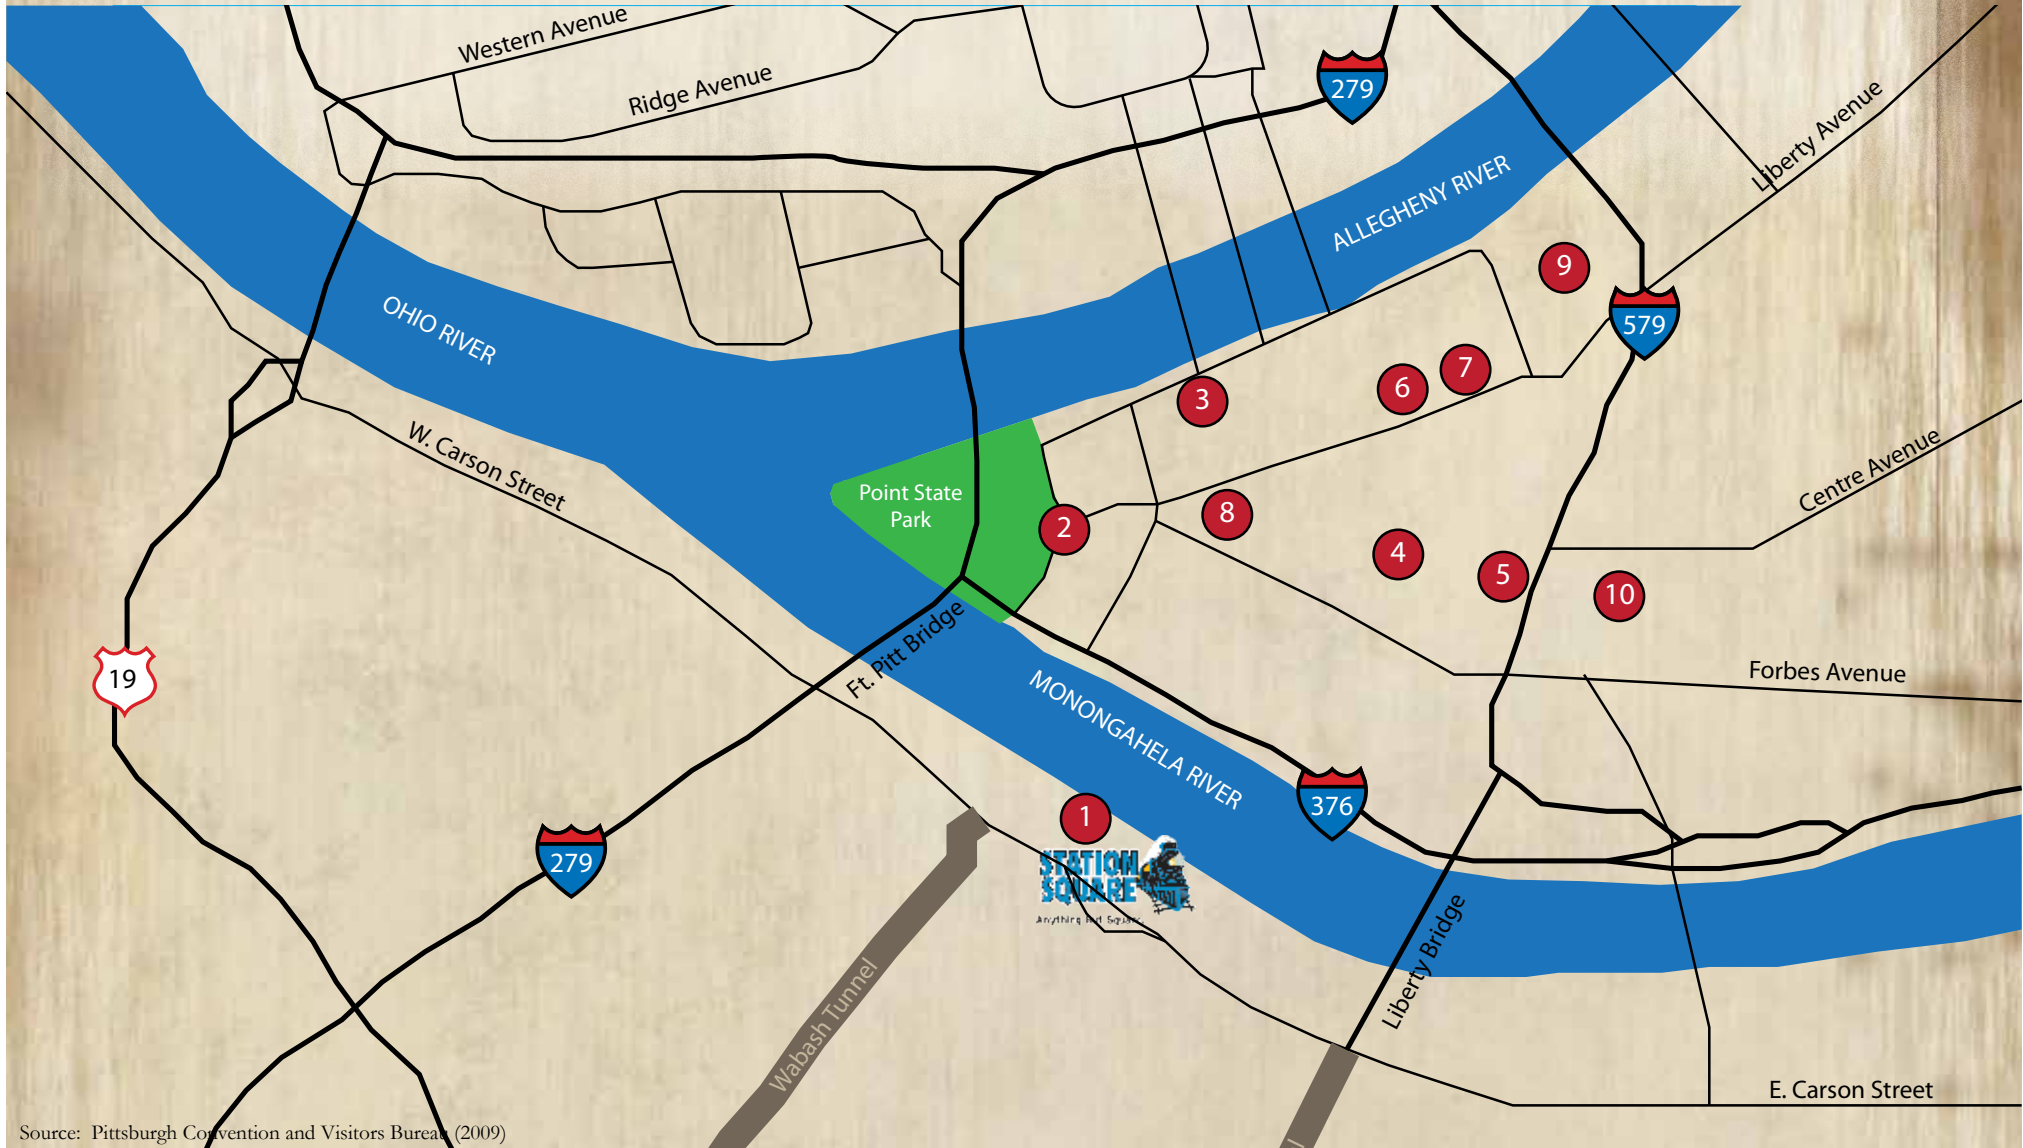 Western Avenue
Ridge Avenue
279
Liberty Avenue
ALLEGHENY RIVER
9
579
OHIO RIVER
7
6
3
W. Carson Street
Centre Avenue
Point State
Park
2
8
4
5
10
Ft. Pitt Bridge
19
Forbes Avenue
MONONGAHELA RIVER
376
1
279
STATION
SQUARE
Liberty Bridge
Wabash Tunnel
E. Carson Street
Source: Pittsburgh Convention and Visitors Bureau (2009)